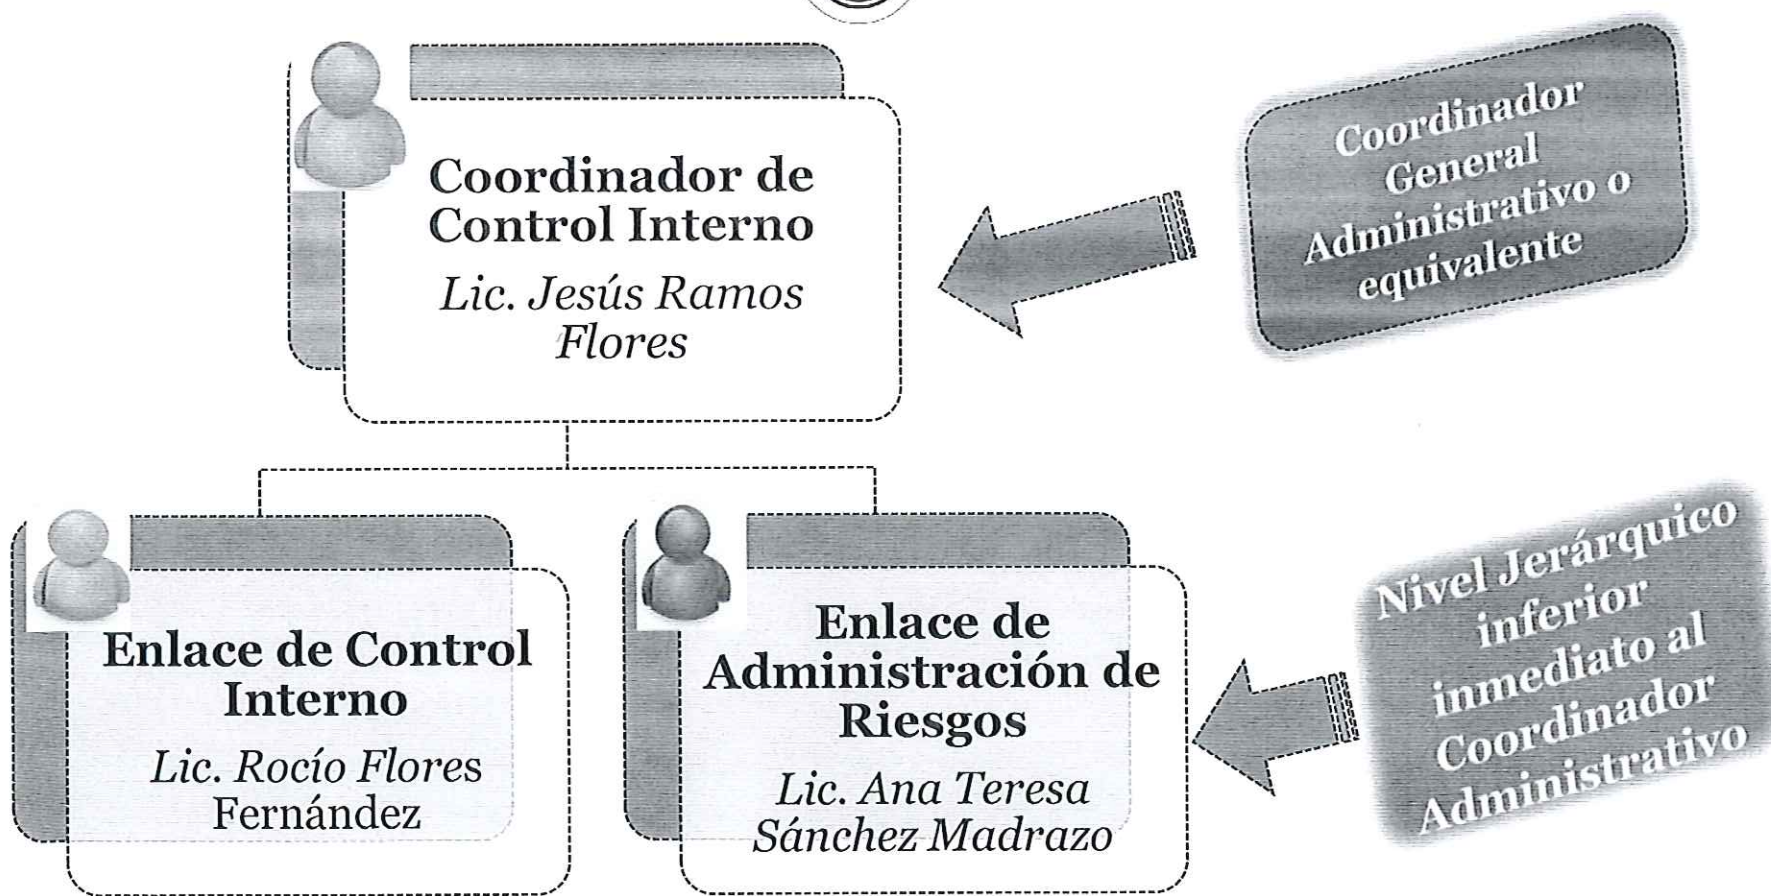 Coordinador de
Control Interno
Lic. Jesús Ramos
Flores
Coordinador
General
Administrativo o
equivalente
Enlace de Control
Interno
Lic. Rocío Flores
Fernández
Enlace de
Administración de
Riesgos
Lic. Ana Teresa
Sánchez Madrazo
Nivel Jerárquico
inferior
inmediato al
Coordinador
Administrativo